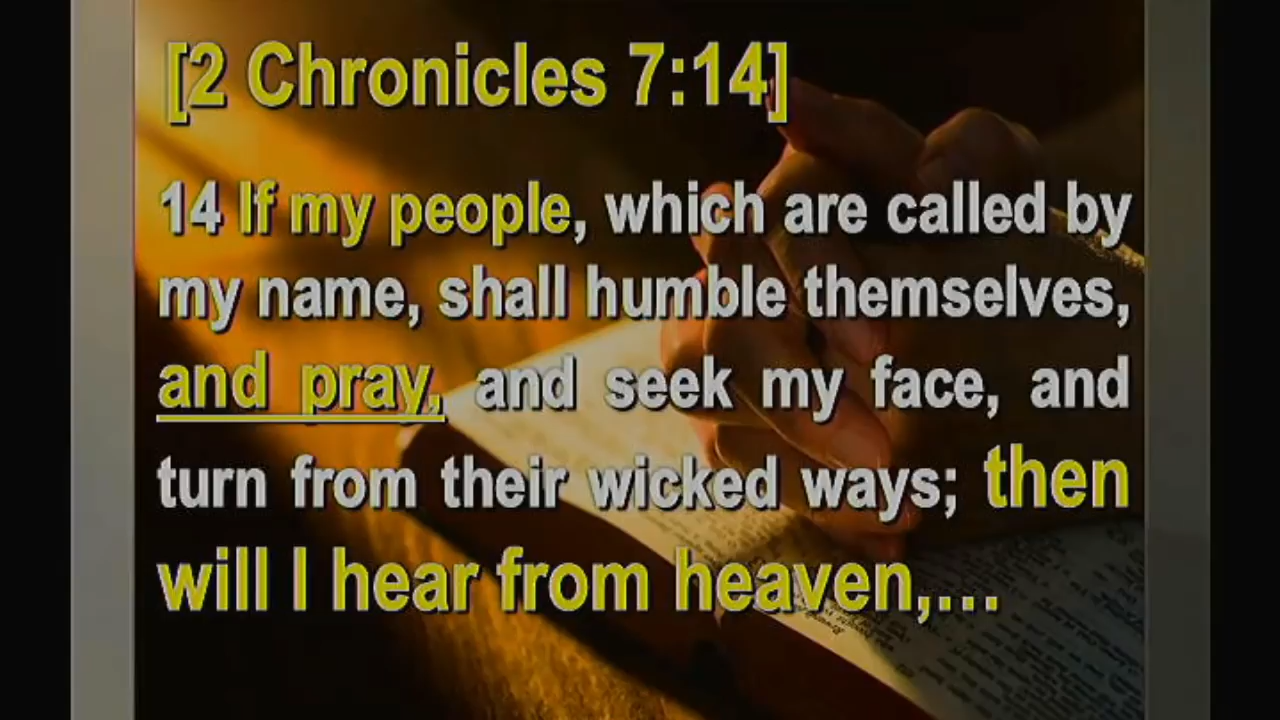 [2 Chronicles 7:14]
14 If my people, which are called by
my name, shall humble themselves,
and pray, and seek my face, and
turn from their wicked ways; then
will I hear from heaven,...